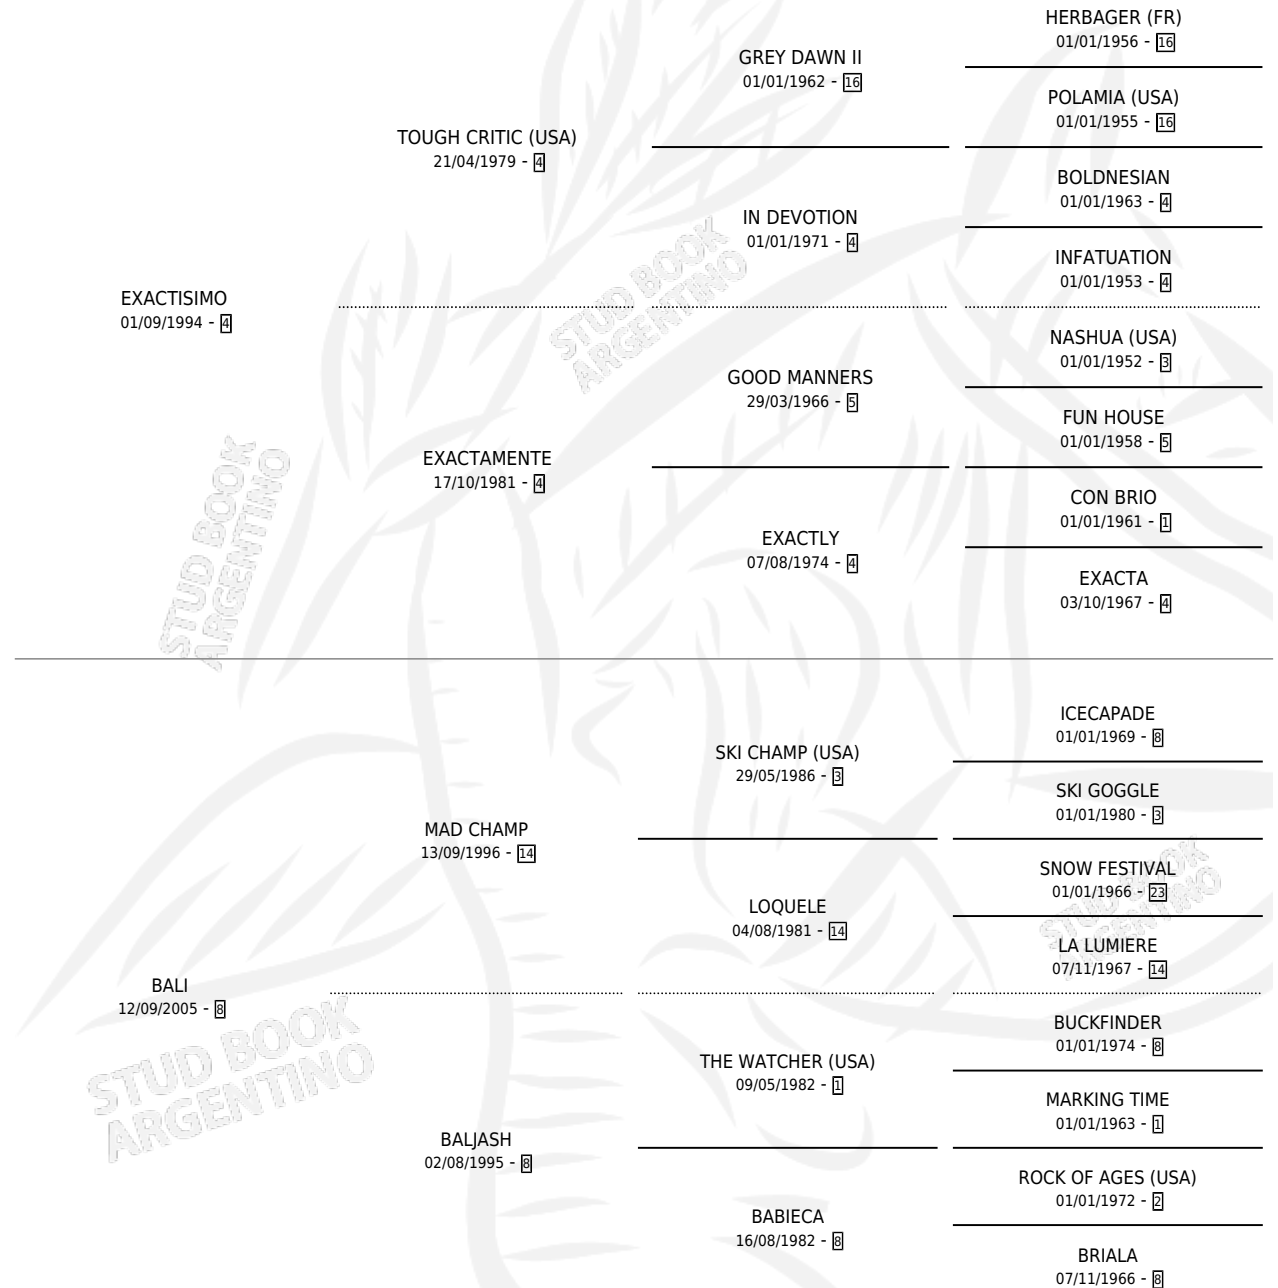 HERBAGER (FR)
01/01/1956 - 16
GREY DAWN II
01/01/1962 - 16
POLAMIA (USA)
01/01/1955 - 16
TOUGH CRITIC (USA)
21/04/1979 - 4
BOLDNESIAN
01/01/1963 - 4
IN DEVOTION
01/01/1971 - 4
INFATUATION
01/01/1953 - 4
EXACTISIMO
01/09/1994 - 4
NASHUA (USA)
01/01/1952 - 3
GOOD MANNERS
29/03/1966 - 5
FUN HOUSE
01/01/1958 - 5
EXACTAMENTE
17/10/1981 - 4
CON BRIO
01/01/1961 - 1
EXACTLY
07/08/1974 - 4
EXACTA
03/10/1967 - 4
ICECAPADE
01/01/1969 - 8
SKI CHAMP (USA)
29/05/1986 - 3
SKI GOGGLE
01/01/1980 - 3
MAD CHAMP
13/09/1996 - 14
SNOW FESTIVAL
01/01/1966 - 23
LOQUELE
04/08/1981 - 14
LA LUMIERE
07/11/1967 - 14
BALI
12/09/2005 - 8
BUCKFINDER
01/01/1974 - 8
THE WATCHER (USA)
09/05/1982 - 1
MARKING TIME
01/01/1963 - 1
BALJASH
02/08/1995 - 8
ROCK OF AGES (USA)
01/01/1972 - 2
BABIECA
16/08/1982 - 8
BRIALA
07/11/1966 - 8
STUD BOOK
ARGENTINO
STUD BOOK
ARGENTINO
STUD BOOK
ARGENTINO
STUD BOOK
ARGENTINO